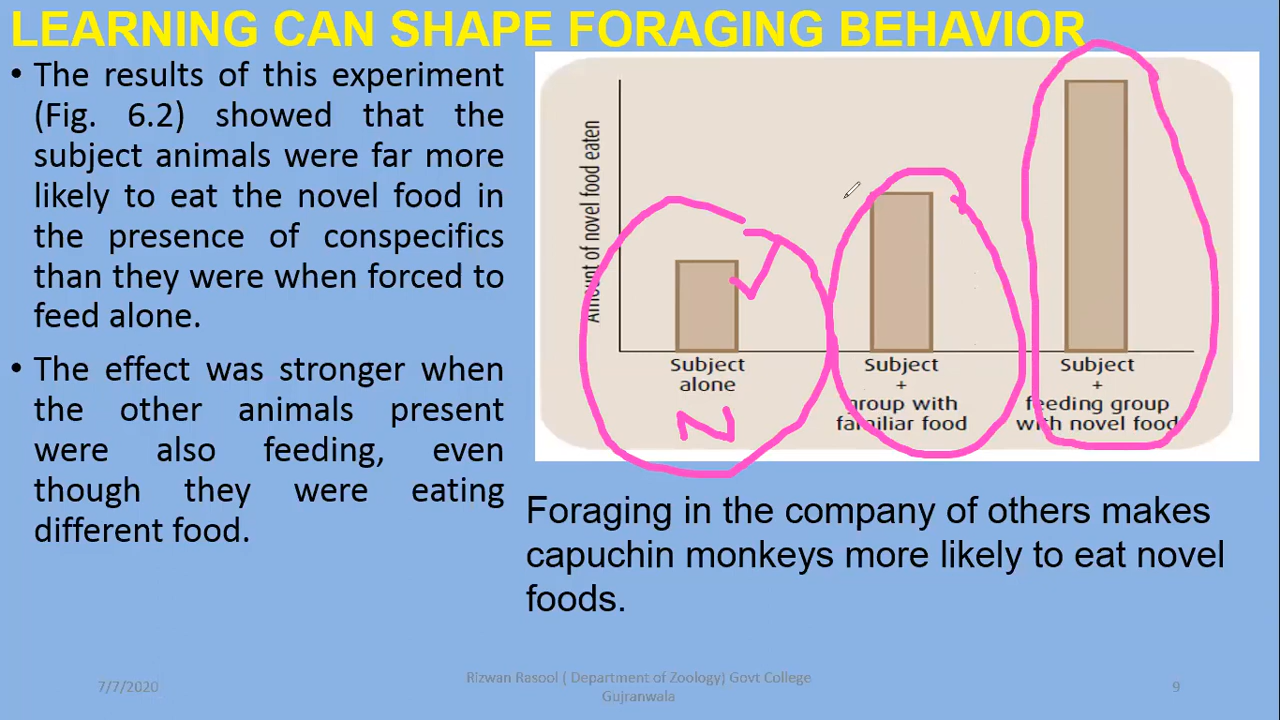 LEARNING CAN SHAPE FORAGING BEHAVIOR
• The results of this experiment
(Fig. 6.2) showed that the
subject animals were far more
likely to eat the novel food in
the presence of conspecifics
than they were when forced to
feed alone.
• The effect was stronger when
the other animals present
were also feeding, even
though they were eating
different food.
Amount of novel food eaten
Subject
alone
N
Subject
+
group with
familiar food
Subject
+
feeding group
with novel food
Foraging in the company of others makes
capuchin monkeys more likely to eat novel
foods.
7/7/2020
Rizwan Rasool ( Department of Zoology) Govt College
Gujranwala
9